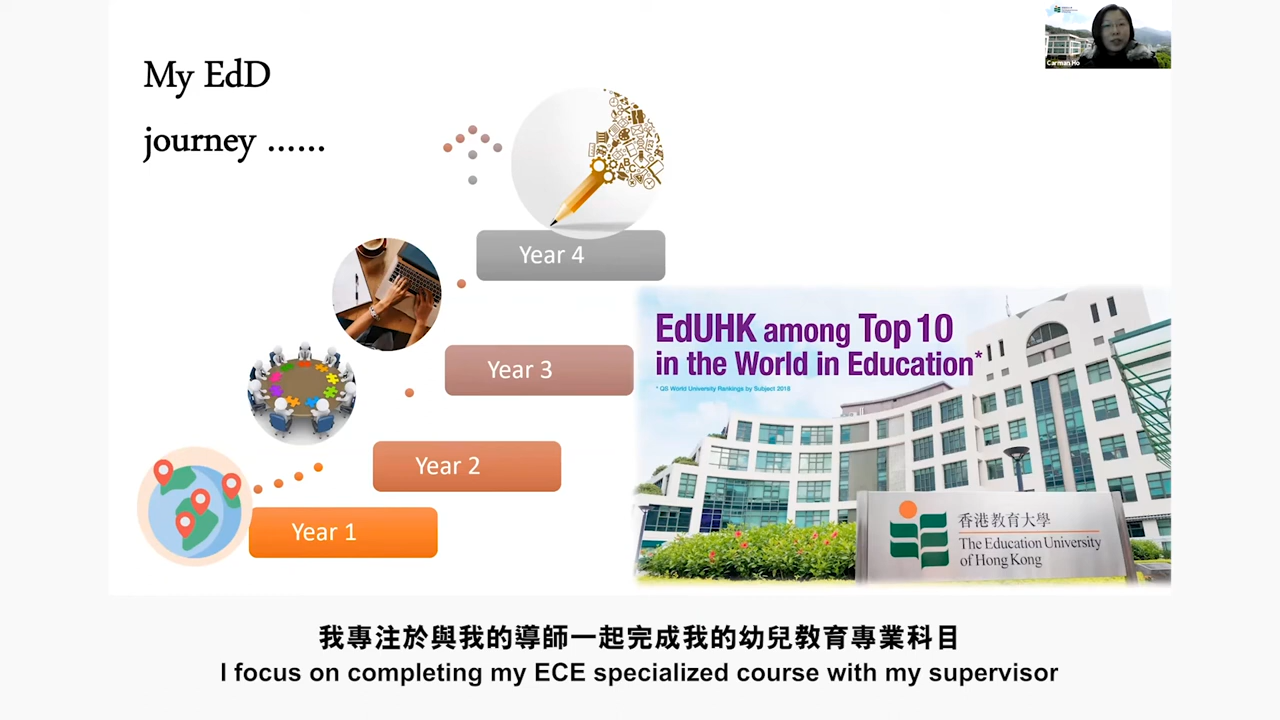 My EdD
journey ......
Carman Ho
Year 4
Year 3
Year 2
Year 1
EdUHK among Top 10
in the World in Education*
* QS World University Rankings by Subject 2018
香港教育大學
The Education University
of Hong Kong
我專注於與我的導師一起完成我的幼兒教育專業科目
I focus on completing my ECE specialized course with my supervisor